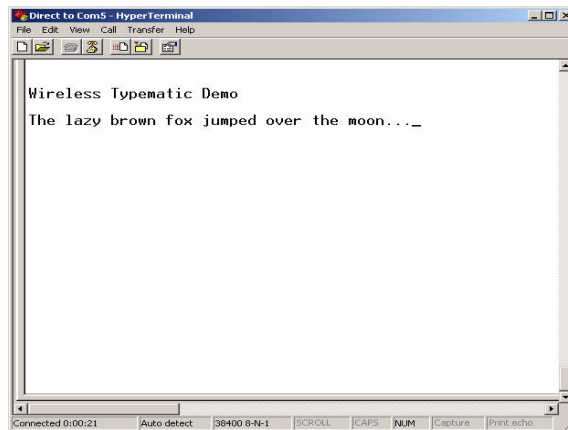 Direct to Com5 - HyperTerminal
File Edit View Call Transfer Help
Wireless Typematic Demo
The lazy brown fox jumped over the moon..._
Connected 0:00:21 Auto detect 38400 8-N-1 SCROLL CAPS NUM Capture Print echo